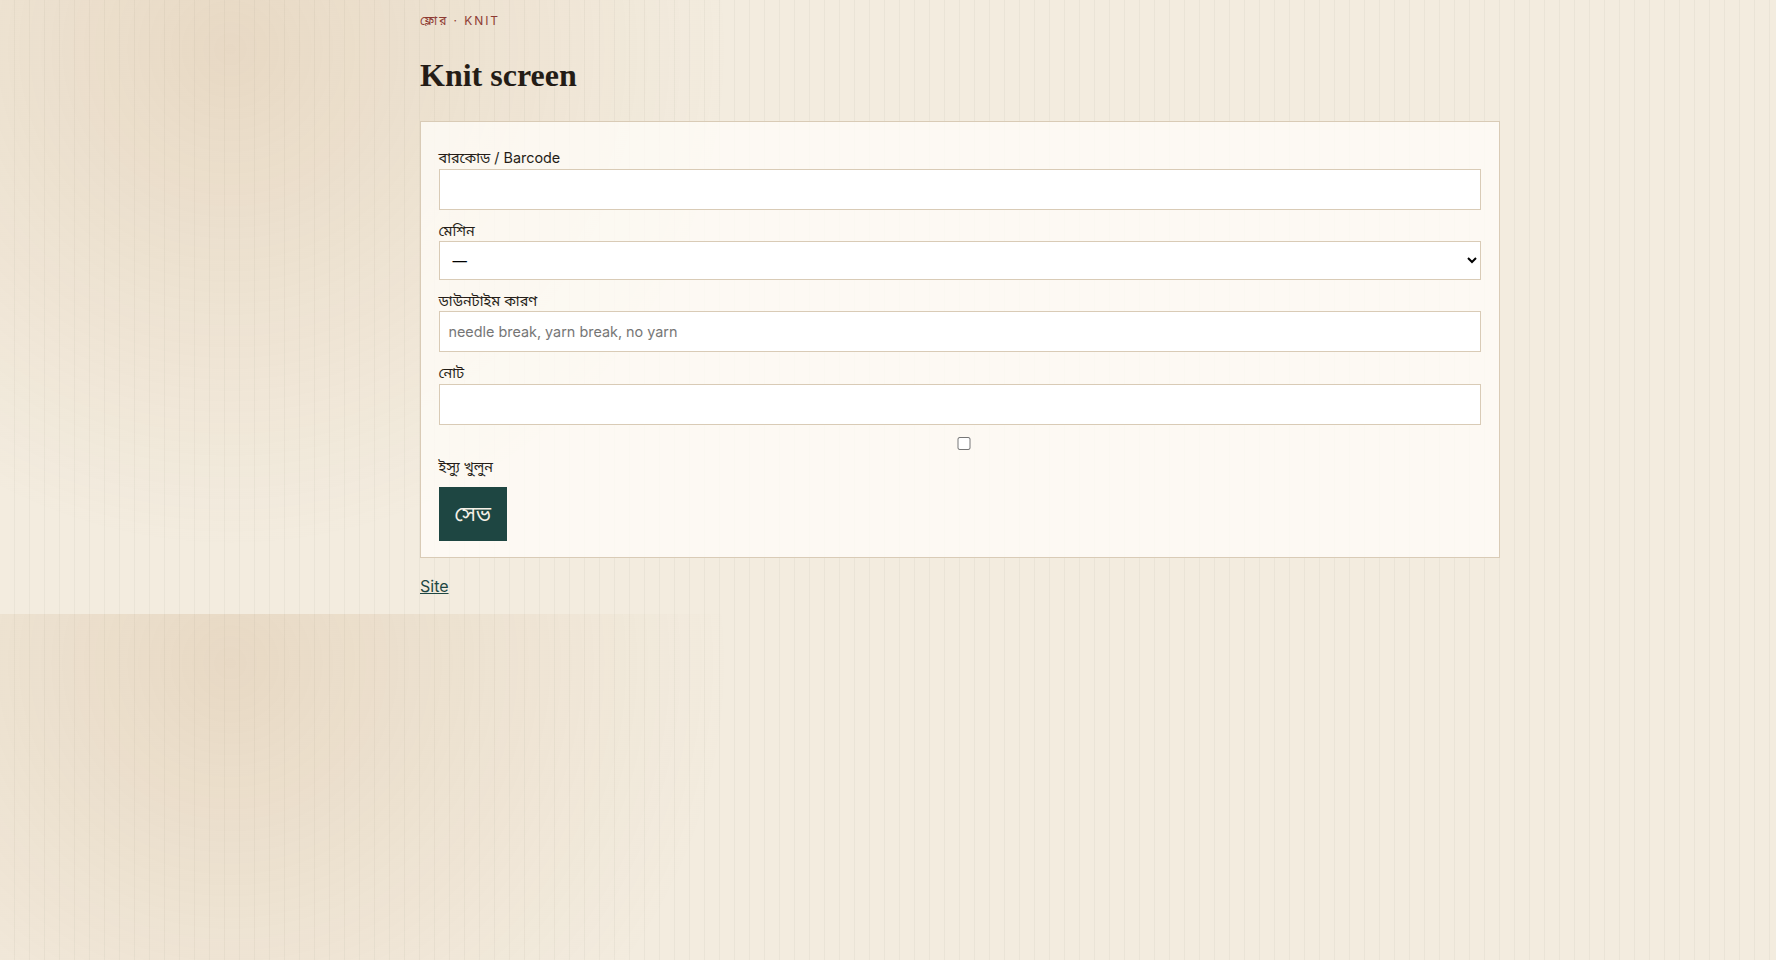 ফ্লোর · KNIT
Knit screen
বারকোড / Barcode
মেশিন
—
ডাউনটাইম কারণ
needle break, yarn break, no yarn
নোট
ইস্যু খুলুন
সেভ
Site